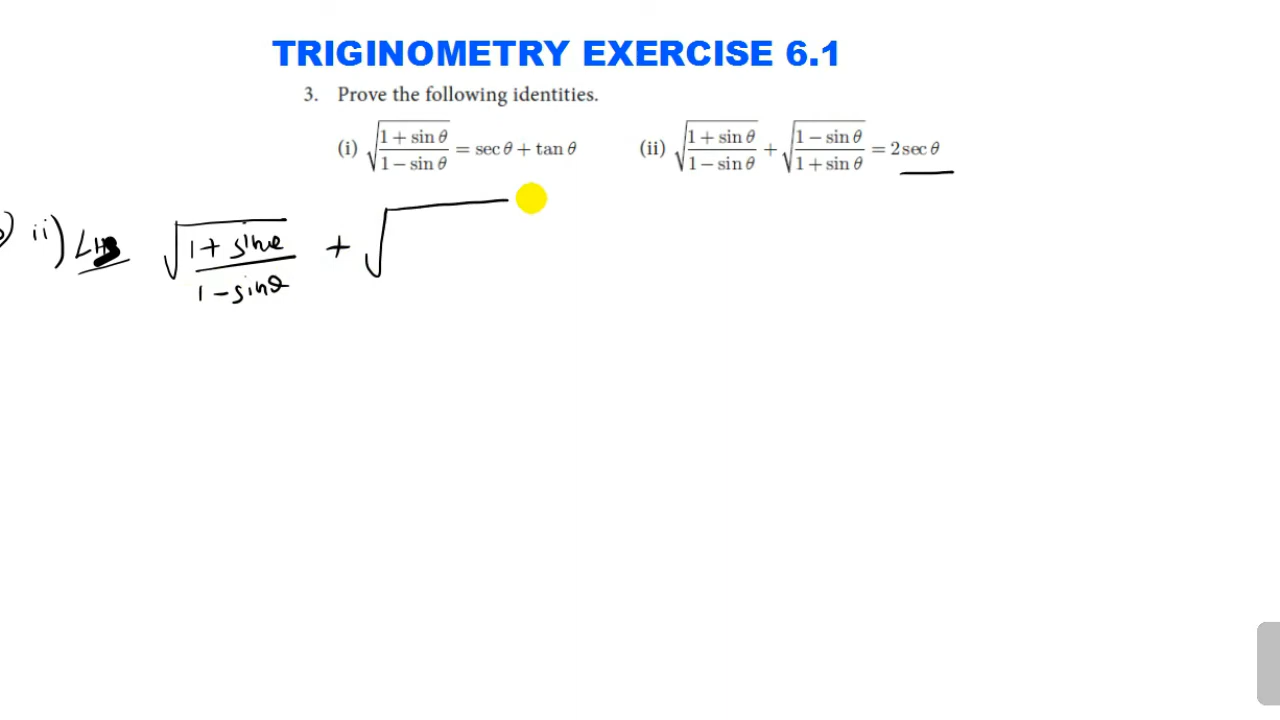 TRIGINOMETRY EXERCISE 6.1
3. Prove the following identities.
(i) √((1 + sin θ)/(1 − sin θ)) = sec θ + tan θ (ii) √((1 + sin θ)/(1 − sin θ)) + √((1 − sin θ)/(1 + sin θ)) = 2 sec θ
ii) LHS √((1 + sinθ)/(1 − sinθ)) + √